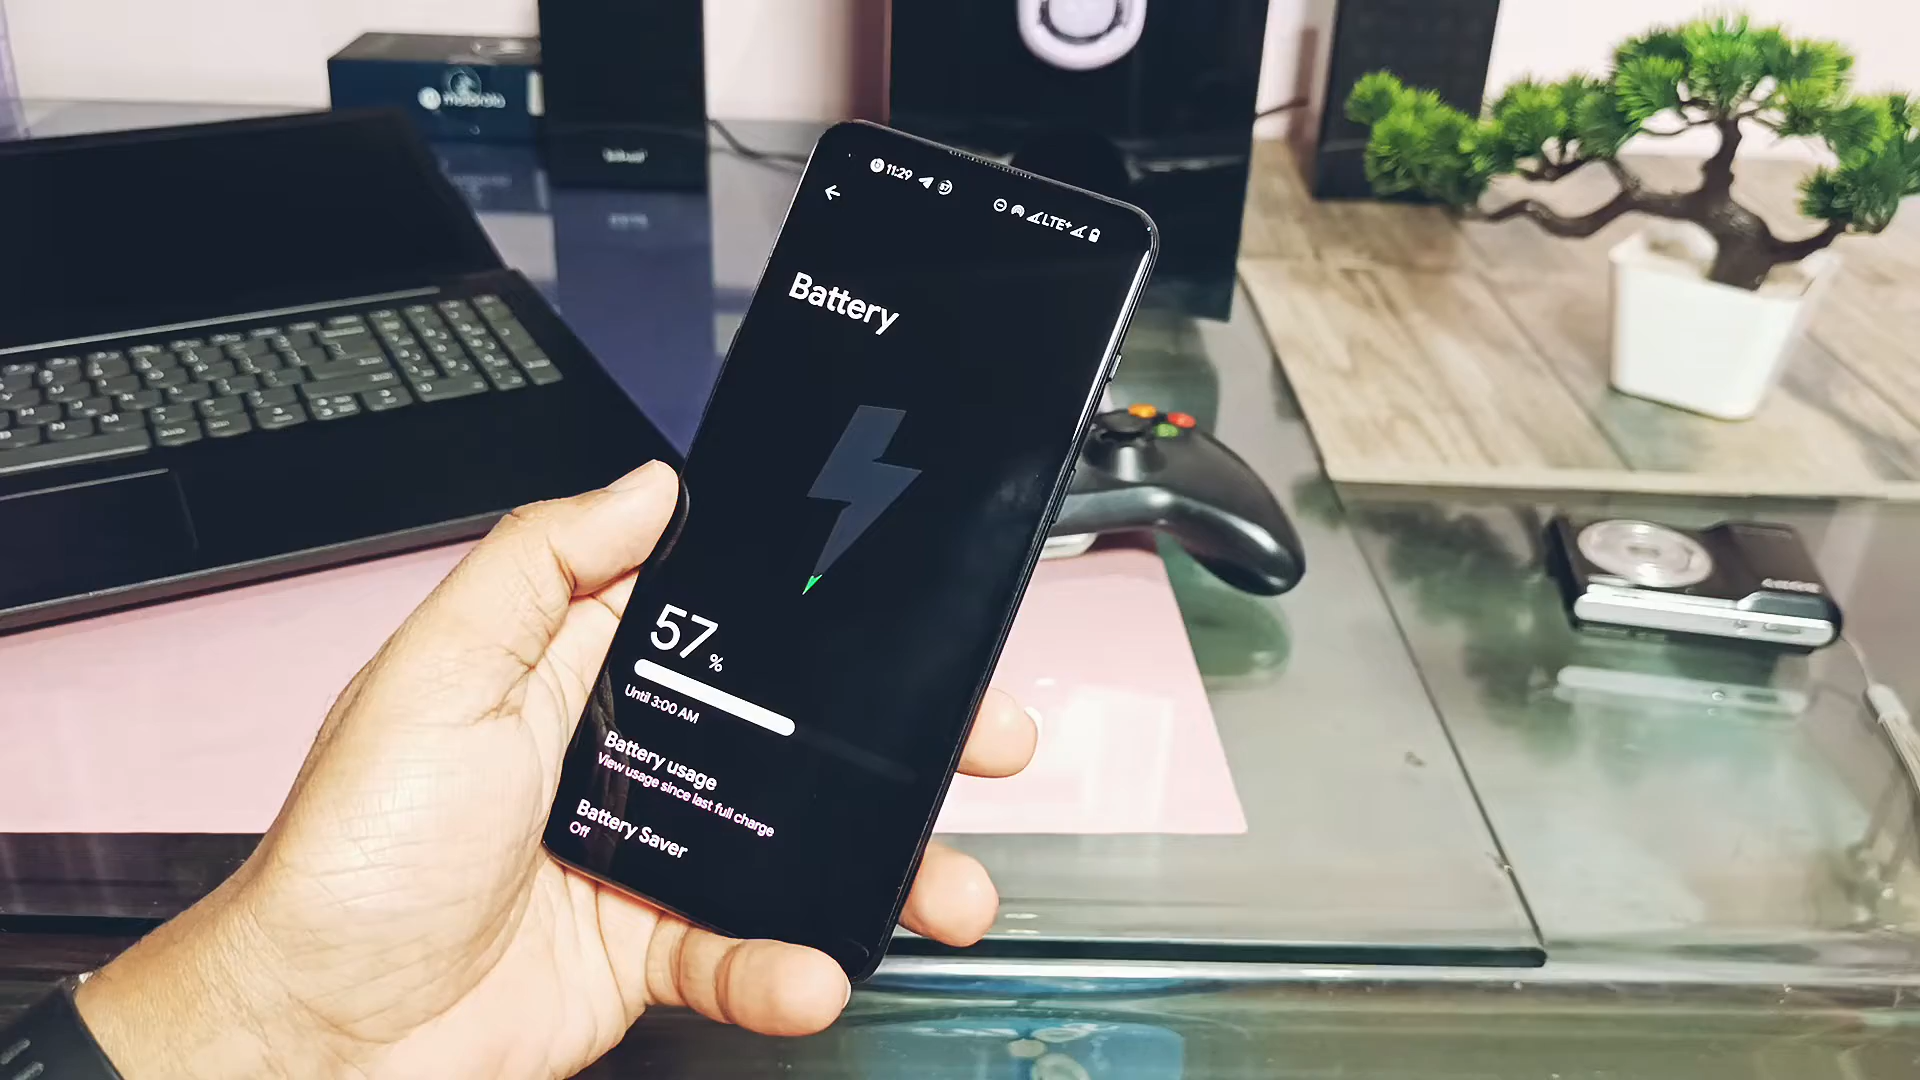 motorola
11:29
57
LTE+
Battery
57%
Until 3:00 AM
Battery usage
View usage since last full charge
Battery Saver
Off